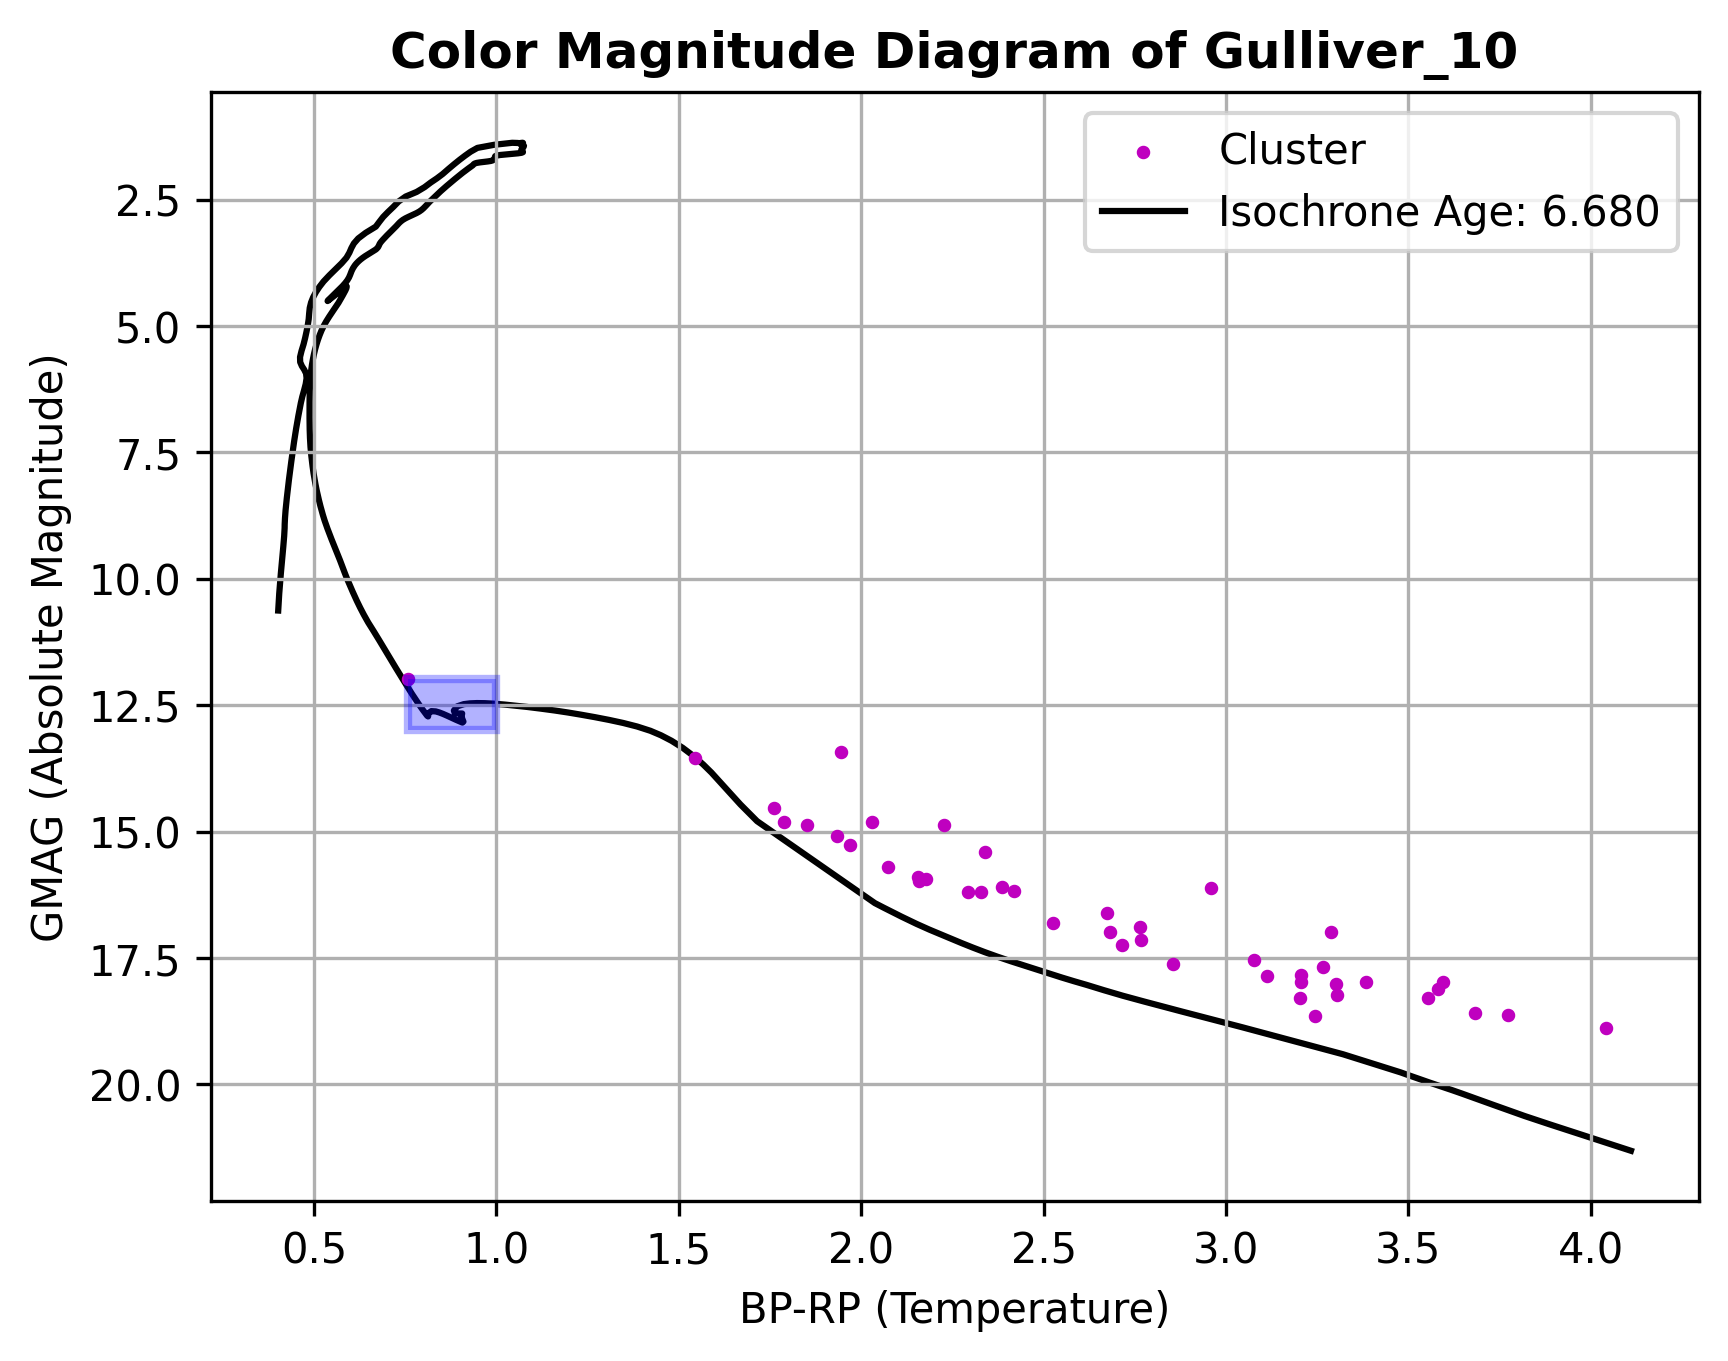 Color Magnitude Diagram of Gulliver_10
Cluster
Isochrone Age: 6.680
GMAG (Absolute Magnitude)
2.5
5.0
7.5
10.0
12.5
15.0
17.5
20.0
0.5 1.0 1.5 2.0 2.5 3.0 3.5 4.0
BP-RP (Temperature)